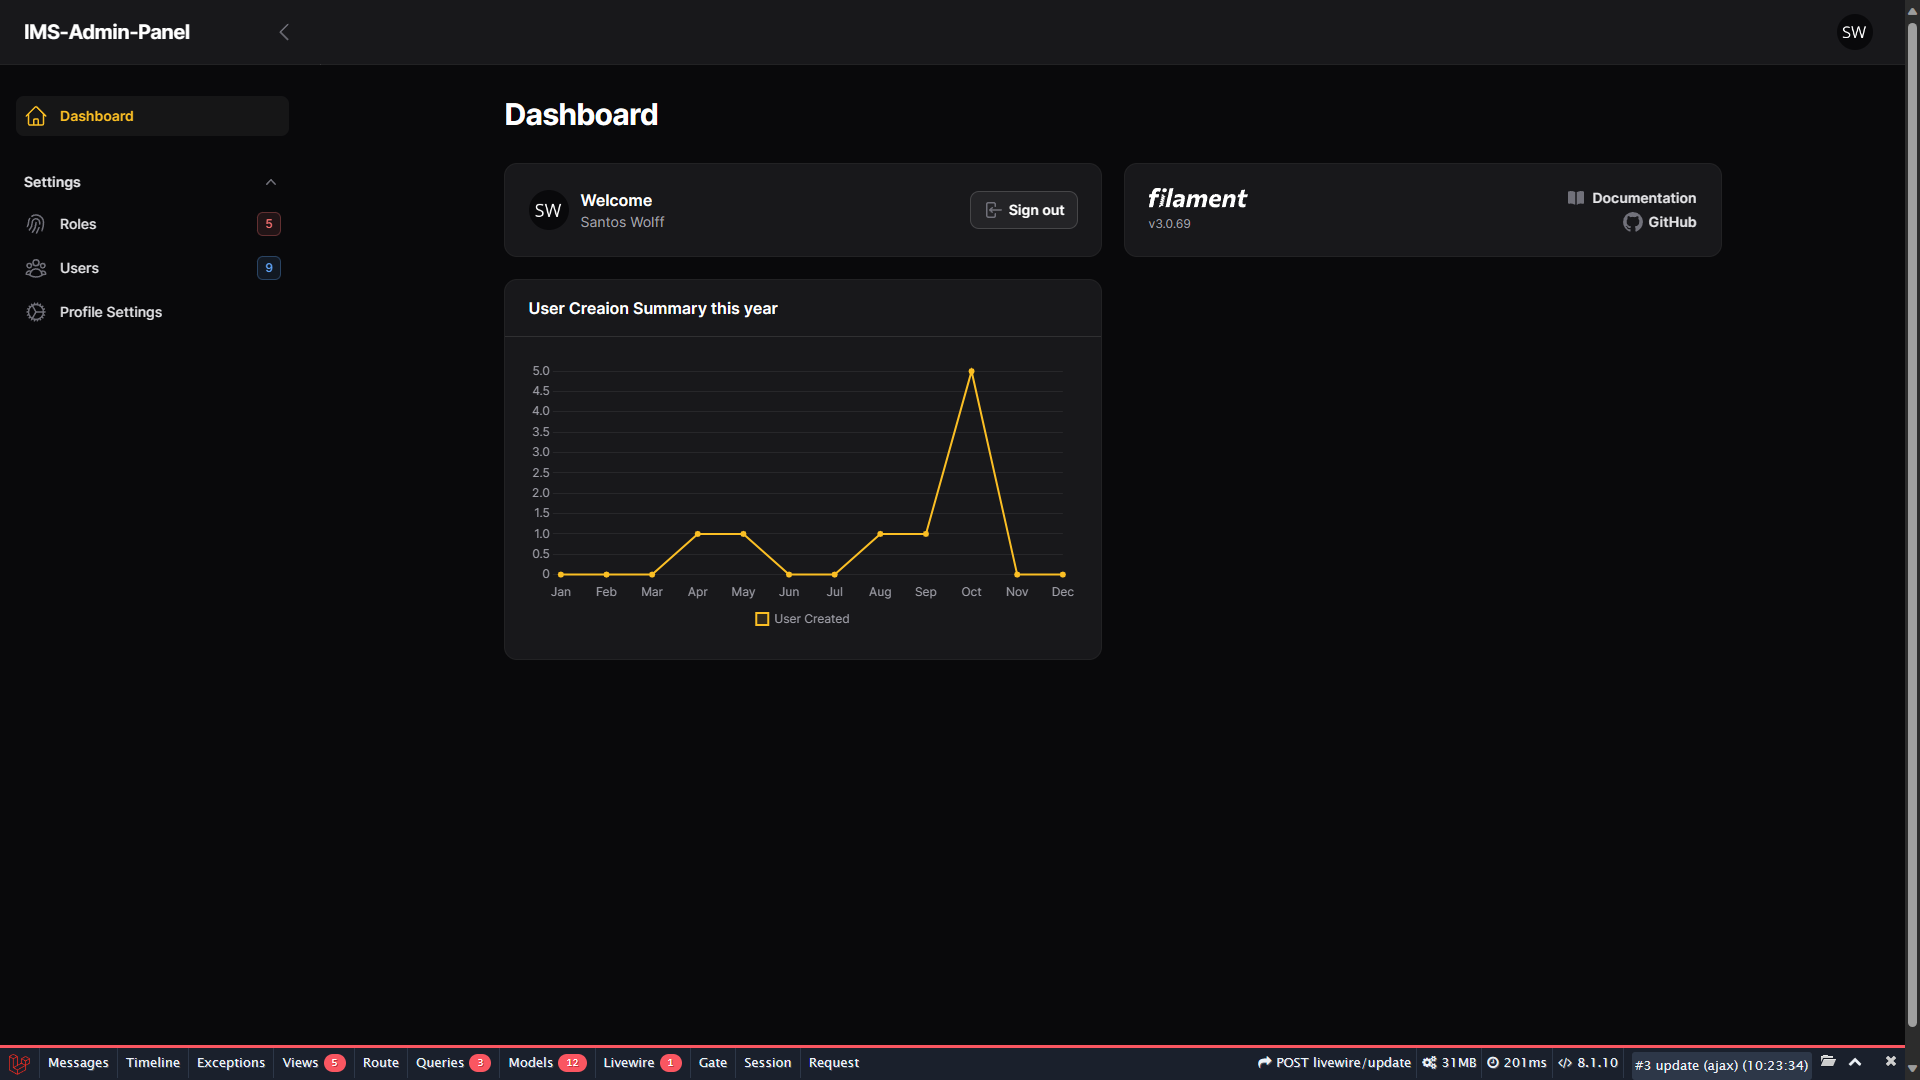 IMS-Admin-Panel
SW
Dashboard
Settings
Roles 5
Users 9
Profile Settings
Dashboard
SW
Welcome
Santos Wolff
Sign out
filament
v3.0.69
Documentation
GitHub
User Creaion Summary this year
5.0
4.5
4.0
3.5
3.0
2.5
2.0
1.5
1.0
0.5
0
Jan Feb Mar Apr May Jun Jul Aug Sep Oct Nov Dec
User Created
Messages Timeline Exceptions Views 5 Route Queries 3 Models 12 Livewire 1 Gate Session Request POST livewire/update 31MB 201ms 8.1.10 #3 update (ajax) (10:23:34)